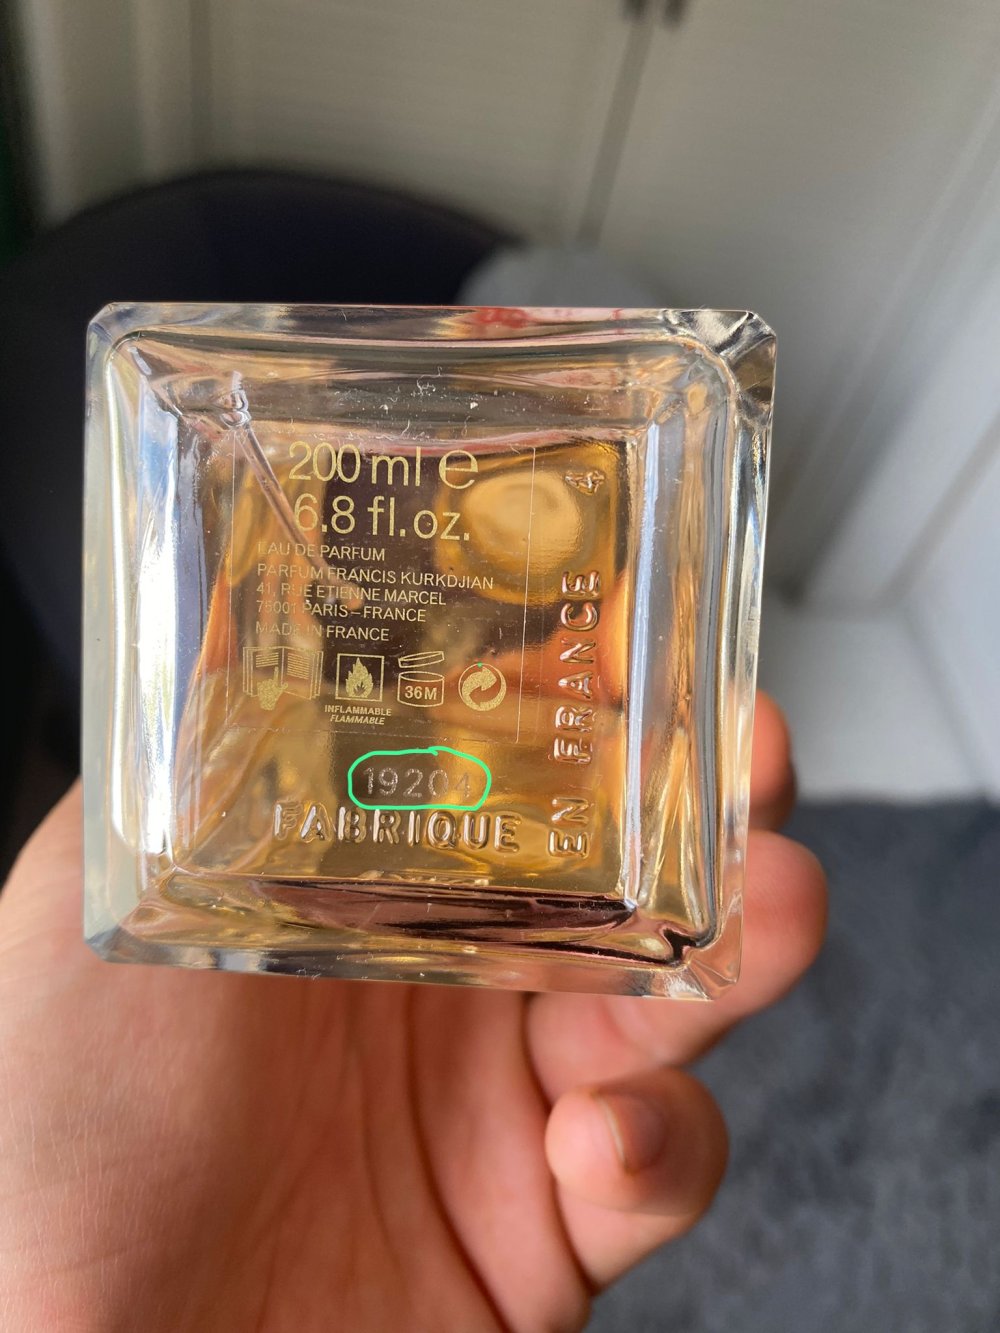 200 ml ℮
6.8 fl.oz.
EAU DE PARFUM
PARFUM FRANCIS KURKDJIAN
41, RUE ETIENNE MARCEL
75001 PARIS – FRANCE
MADE IN FRANCE
36M
INFLAMMABLE
FLAMMABLE
19204
FABRIQUE
EN FRANCE 4